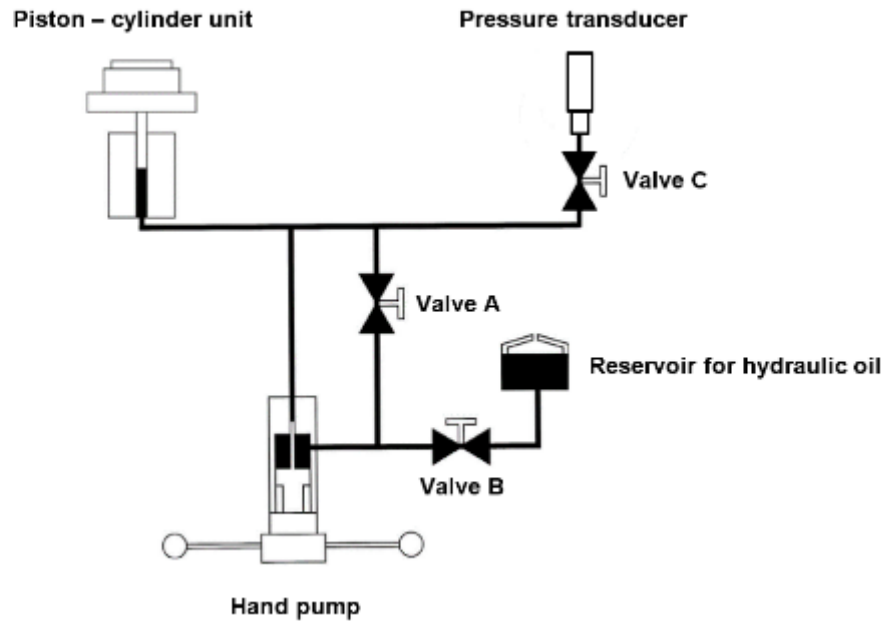 Piston – cylinder unit
Pressure transducer
Valve C
Valve A
Reservoir for hydraulic oil
Valve B
Hand pump